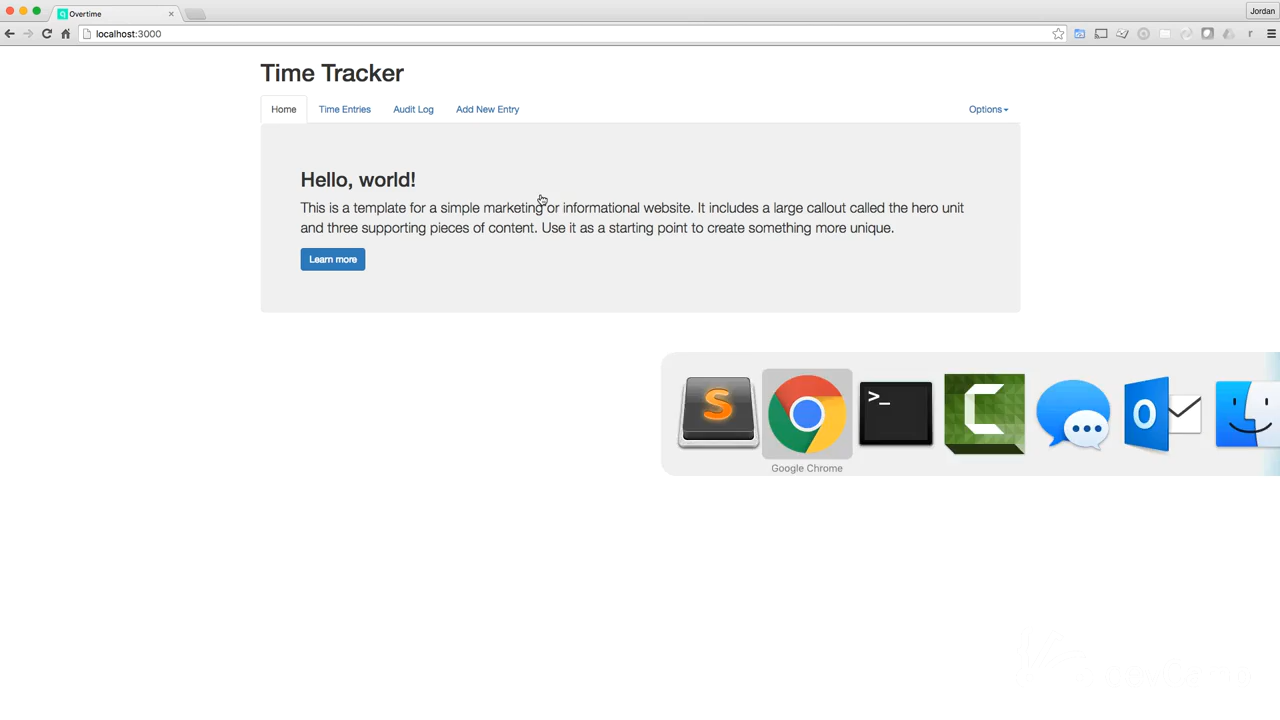 Overtime
Jordan
localhost:3000
Time Tracker
Home Time Entries Audit Log Add New Entry Options
Hello, world!
This is a template for a simple marketing or informational website. It includes a large callout called the hero unit
and three supporting pieces of content. Use it as a starting point to create something more unique.
Learn more
S
>_
C
O
Google Chrome